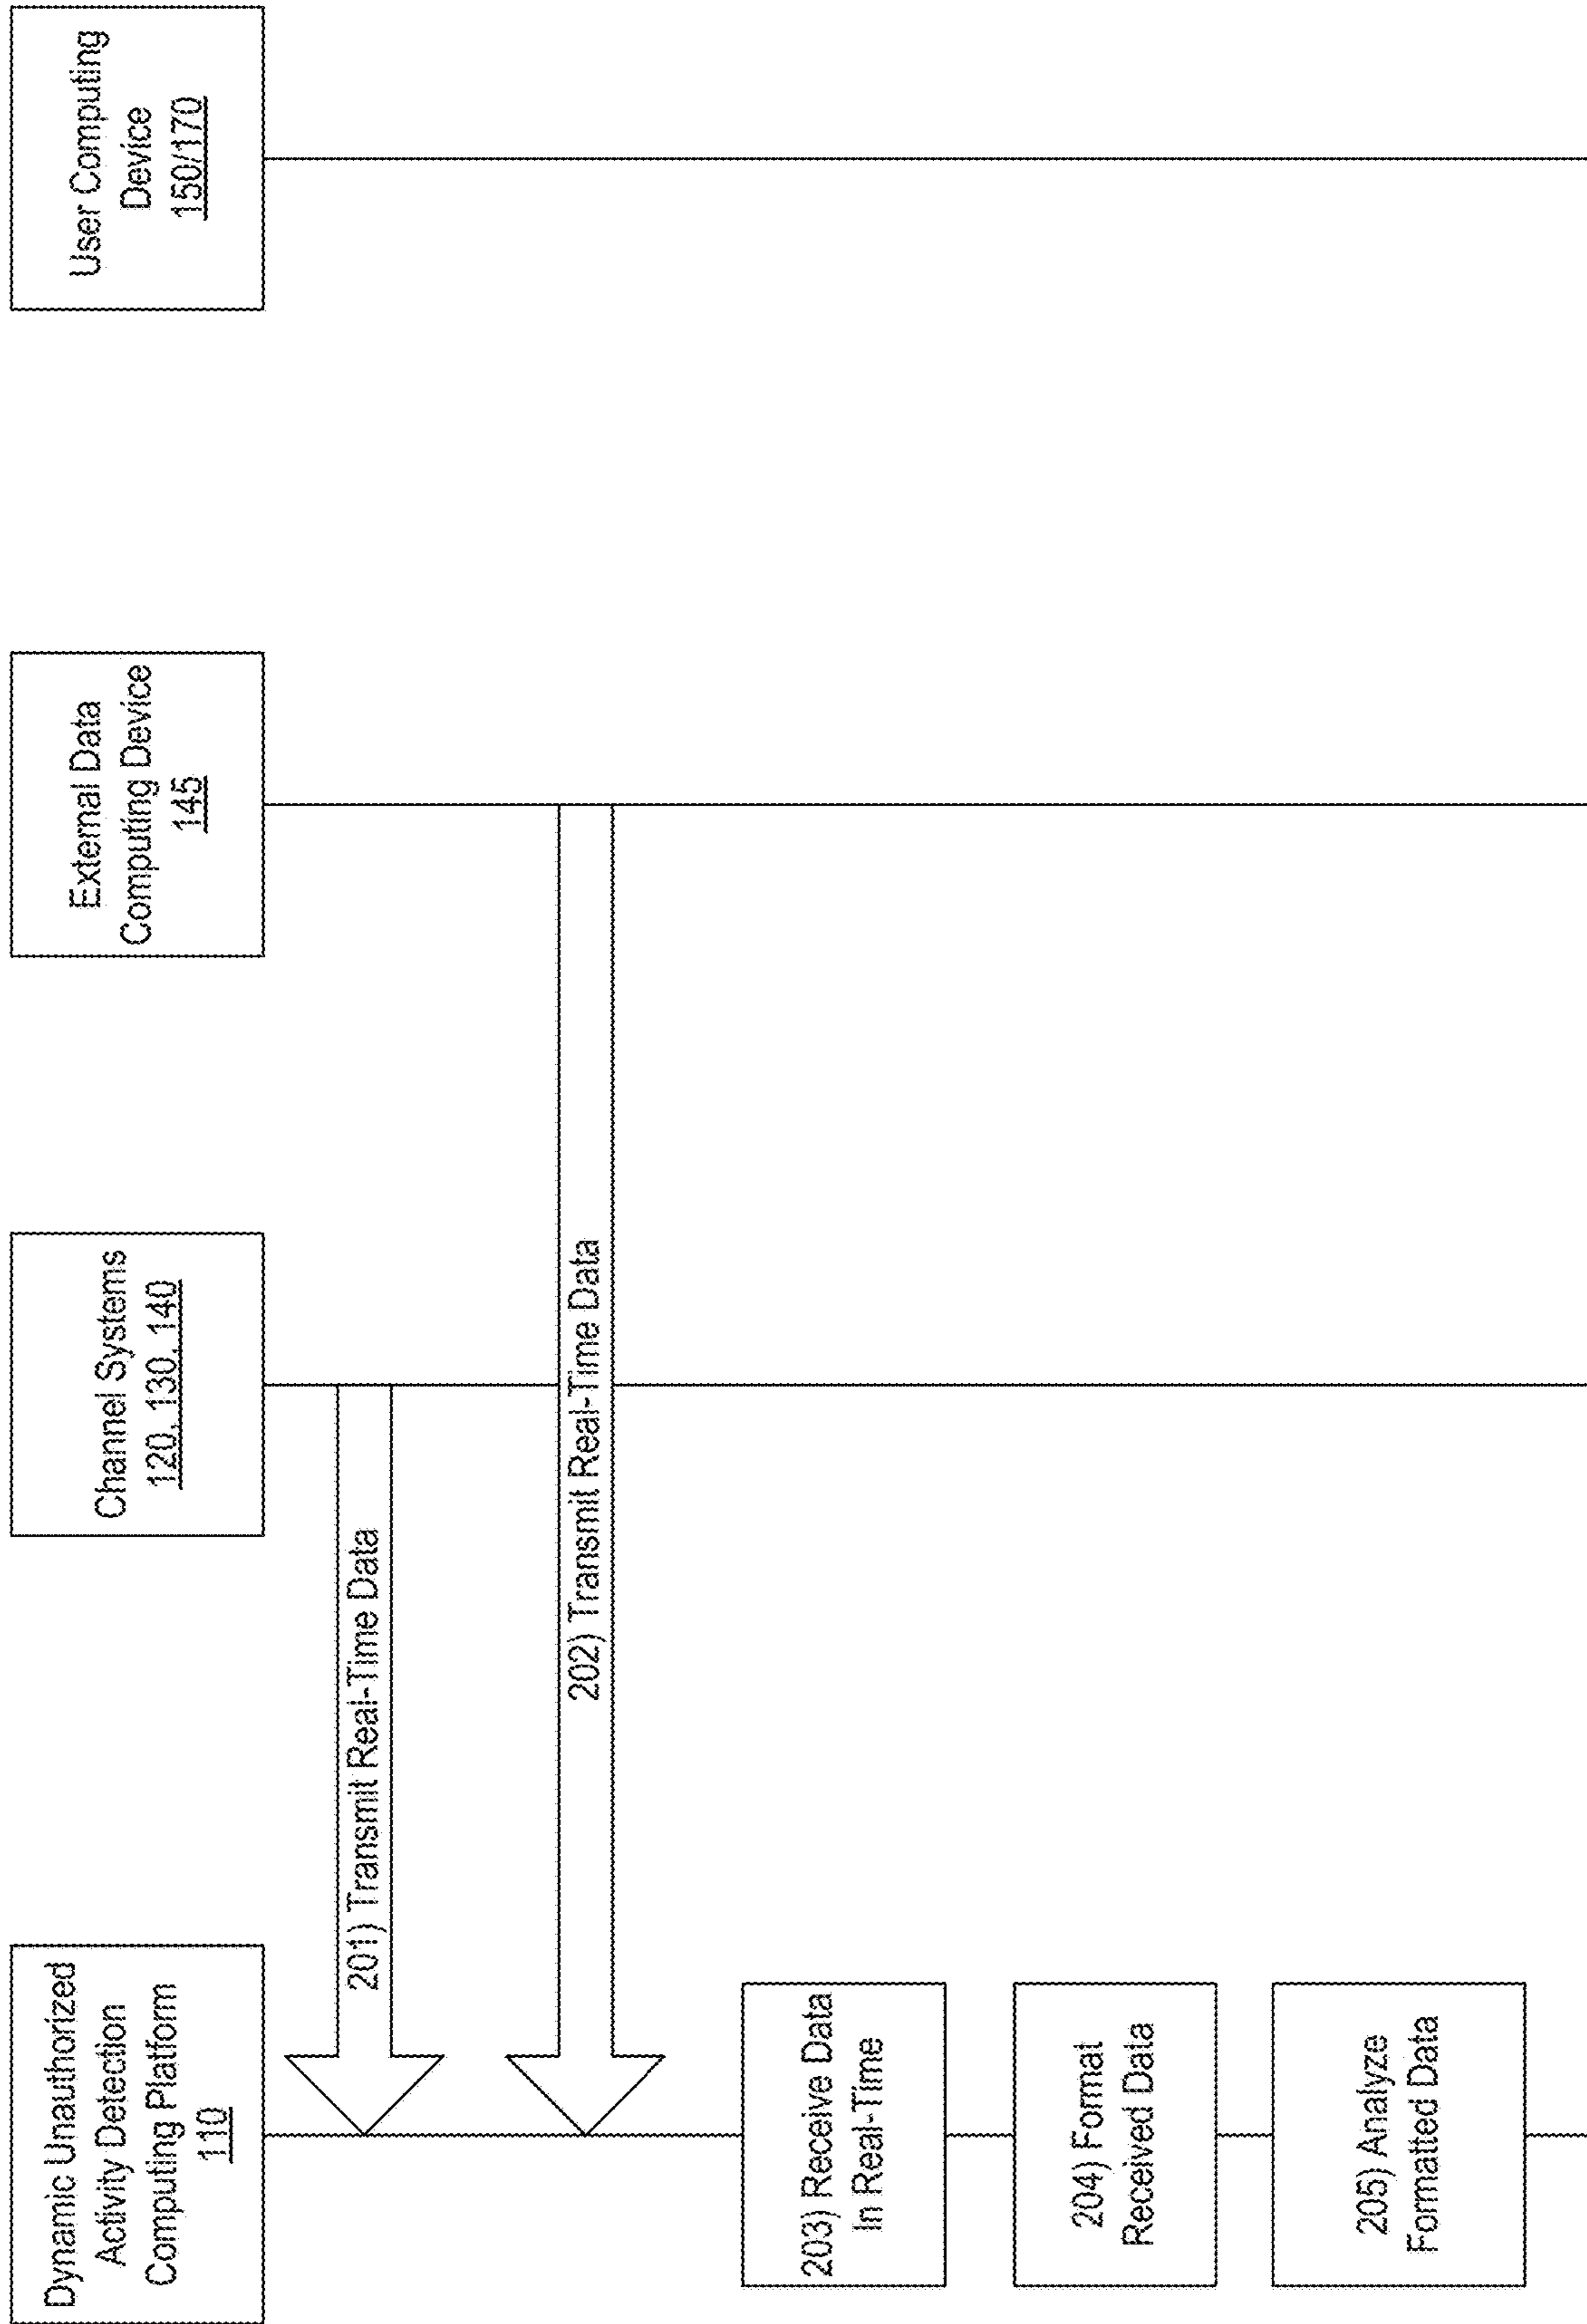 Dynamic Unauthorized
Activity Detection
Computing Platform
110
Channel Systems
120, 130, 140
External Data
Computing Device
145
User Computing
Device
150/170
201) Transmit Real-Time Data
202) Transmit Real-Time Data
203) Receive Data
In Real-Time
204) Format
Received Data
205) Analyze
Formatted Data